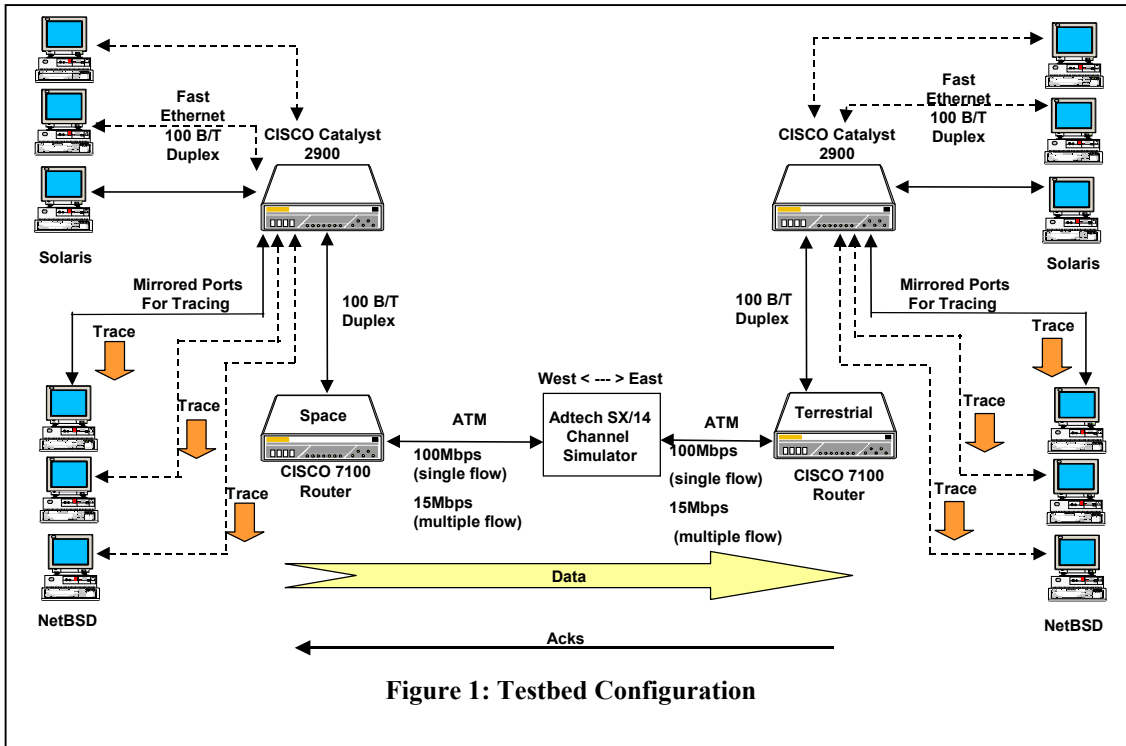 Fast
Ethernet
100 B/T
Duplex
CISCO Catalyst
2900
Solaris
Mirrored Ports
For Tracing
Trace
Trace
Trace
NetBSD
100 B/T
Duplex
Space
CISCO 7100
Router
ATM
100Mbps
(single flow)
15Mbps
(multiple flow)
West < --- > East
Adtech SX/14
Channel
Simulator
ATM
100Mbps
(single flow)
15Mbps
(multiple flow)
Terrestrial
CISCO 7100
Router
100 B/T
Duplex
CISCO Catalyst
2900
Fast
Ethernet
100 B/T
Duplex
Solaris
Mirrored Ports
For Tracing
Trace
Trace
Trace
NetBSD
Data
Acks
Figure 1: Testbed Configuration